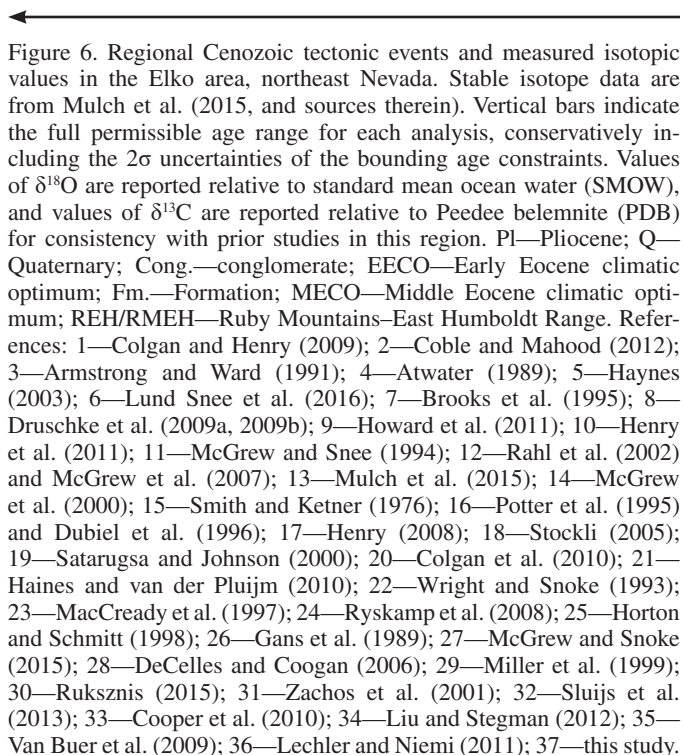 Figure 6. Regional Cenozoic tectonic events and measured isotopic
values in the Elko area, northeast Nevada. Stable isotope data are
from Mulch et al. (2015, and sources therein). Vertical bars indicate
the full permissible age range for each analysis, conservatively in-
cluding the 2σ uncertainties of the bounding age constraints. Values
of δ¹⁸O are reported relative to standard mean ocean water (SMOW),
and values of δ¹³C are reported relative to Peedee belemnite (PDB)
for consistency with prior studies in this region. Pl—Pliocene; Q—
Quaternary; Cong.—conglomerate; EECO—Early Eocene climatic
optimum; Fm.—Formation; MECO—Middle Eocene climatic opti-
mum; REH/RMEH—Ruby Mountains–East Humboldt Range. Refer-
ences: 1—Colgan and Henry (2009); 2—Coble and Mahood (2012);
3—Armstrong and Ward (1991); 4—Atwater (1989); 5—Haynes
(2003); 6—Lund Snee et al. (2016); 7—Brooks et al. (1995); 8—
Druschke et al. (2009a, 2009b); 9—Howard et al. (2011); 10—Henry
et al. (2011); 11—McGrew and Snee (1994); 12—Rahl et al. (2002)
and McGrew et al. (2007); 13—Mulch et al. (2015); 14—McGrew
et al. (2000); 15—Smith and Ketner (1976); 16—Potter et al. (1995)
and Dubiel et al. (1996); 17—Henry (2008); 18—Stockli (2005);
19—Satarugsa and Johnson (2000); 20—Colgan et al. (2010); 21—
Haines and van der Pluijm (2010); 22—Wright and Snoke (1993);
23—MacCready et al. (1997); 24—Ryskamp et al. (2008); 25—Horton
and Schmitt (1998); 26—Gans et al. (1989); 27—McGrew and Snoke
(2015); 28—DeCelles and Coogan (2006); 29—Miller et al. (1999);
30—Ruksznis (2015); 31—Zachos et al. (2001); 32—Sluijs et al.
(2013); 33—Cooper et al. (2010); 34—Liu and Stegman (2012); 35—
Van Buer et al. (2009); 36—Lechler and Niemi (2011); 37—this study.